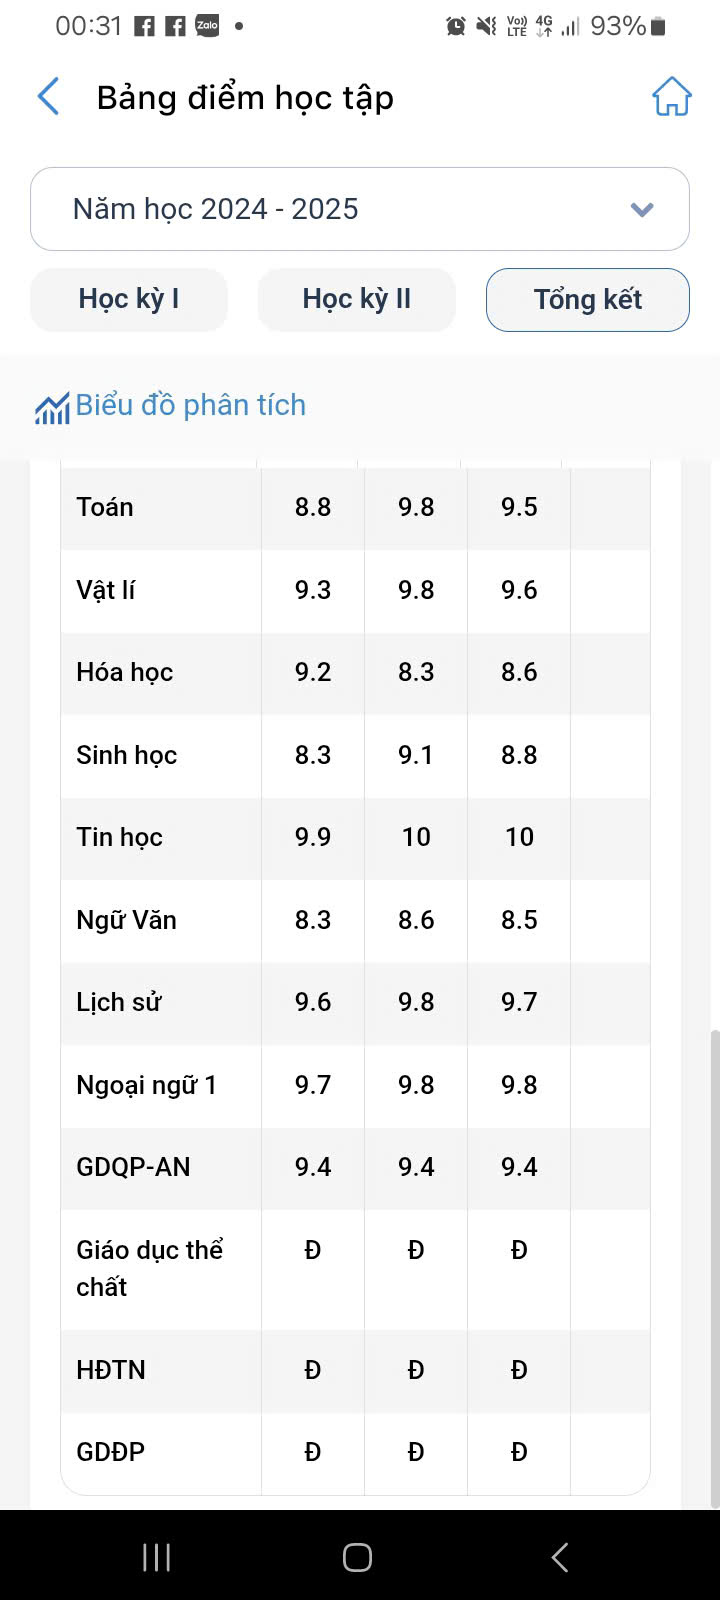 00:31 Zalo Vo)) LTE 4G 93%
Bảng điểm học tập
Năm học 2024 - 2025
Học kỳ I Học kỳ II Tổng kết
Biểu đồ phân tích
Toán 8.8 9.8 9.5
Vật lí 9.3 9.8 9.6
Hóa học 9.2 8.3 8.6
Sinh học 8.3 9.1 8.8
Tin học 9.9 10 10
Ngữ Văn 8.3 8.6 8.5
Lịch sử 9.6 9.8 9.7
Ngoại ngữ 1 9.7 9.8 9.8
GDQP-AN 9.4 9.4 9.4
Giáo dục thể Đ Đ Đ
chất
HĐTN Đ Đ Đ
GDĐP Đ Đ Đ